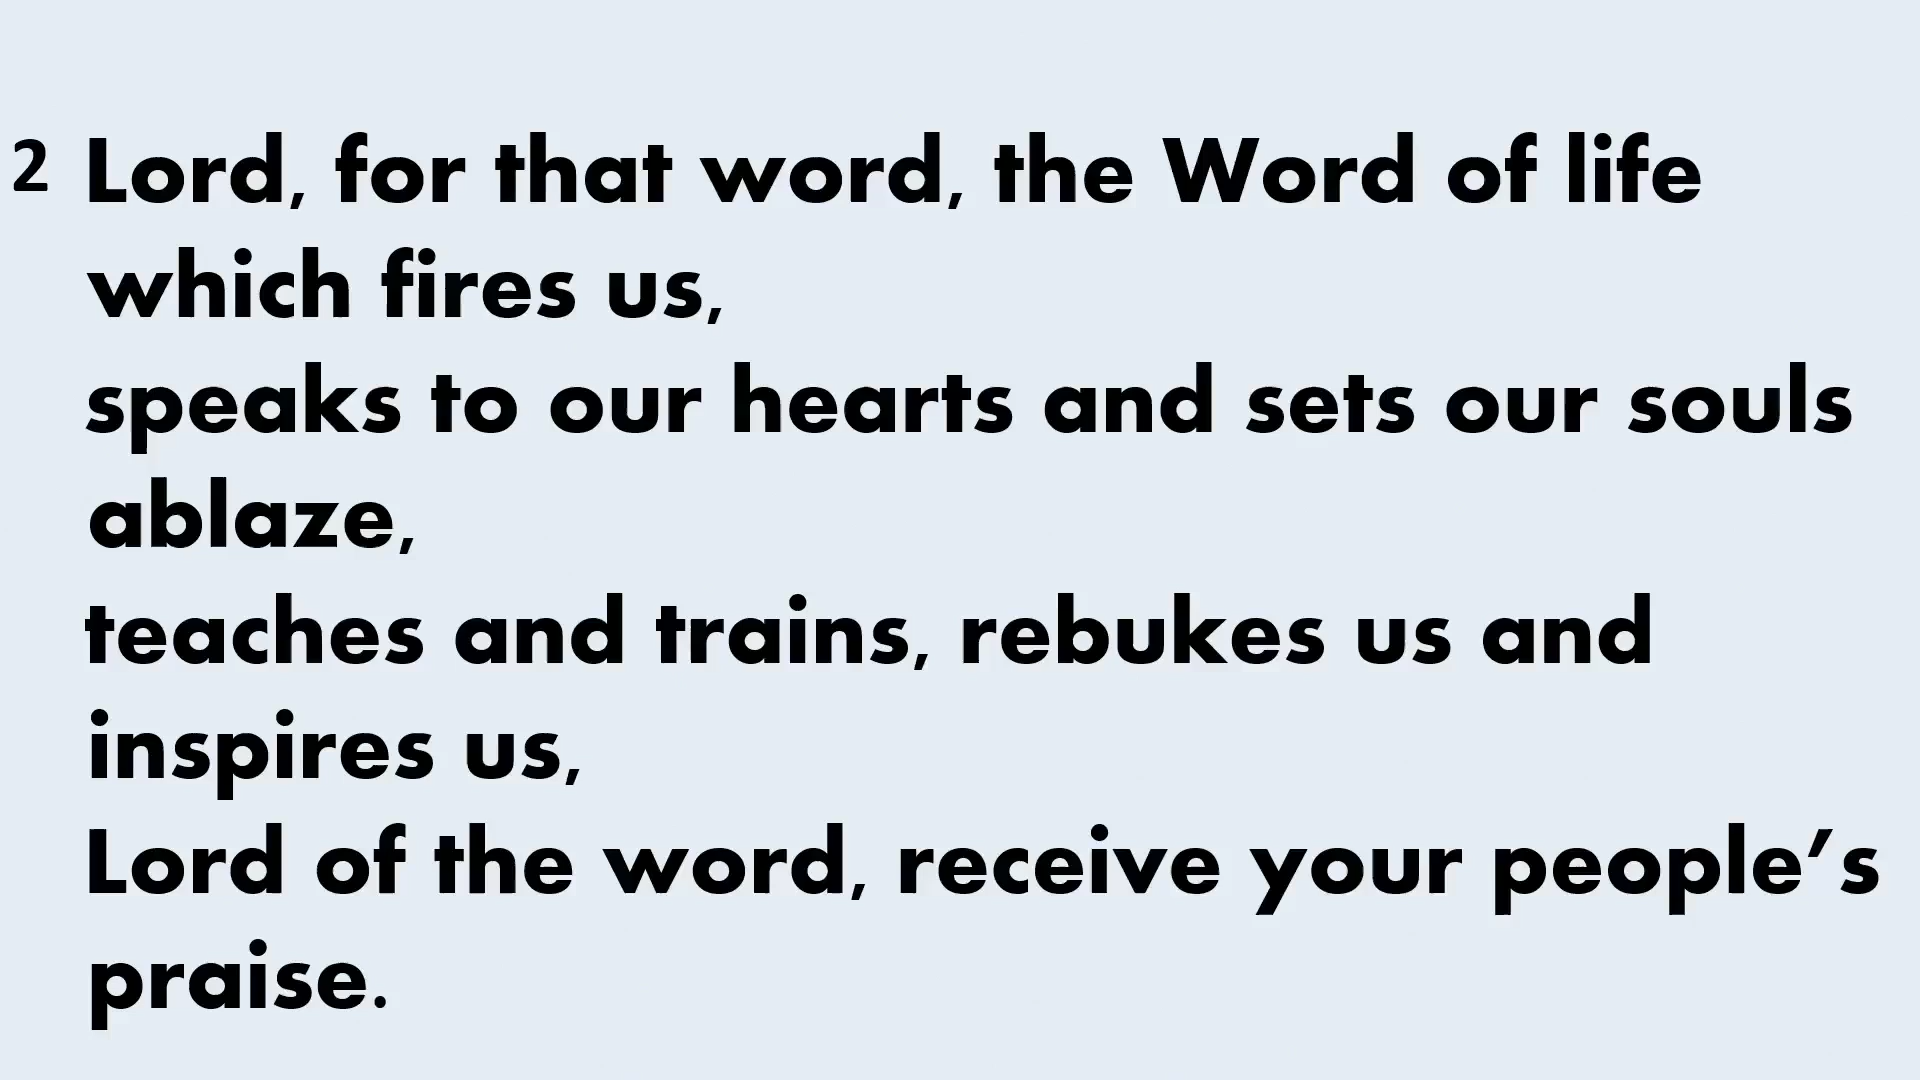 2 Lord, for that word, the Word of life
which fires us,
speaks to our hearts and sets our souls
ablaze,
teaches and trains, rebukes us and
inspires us,
Lord of the word, receive your people’s
praise.